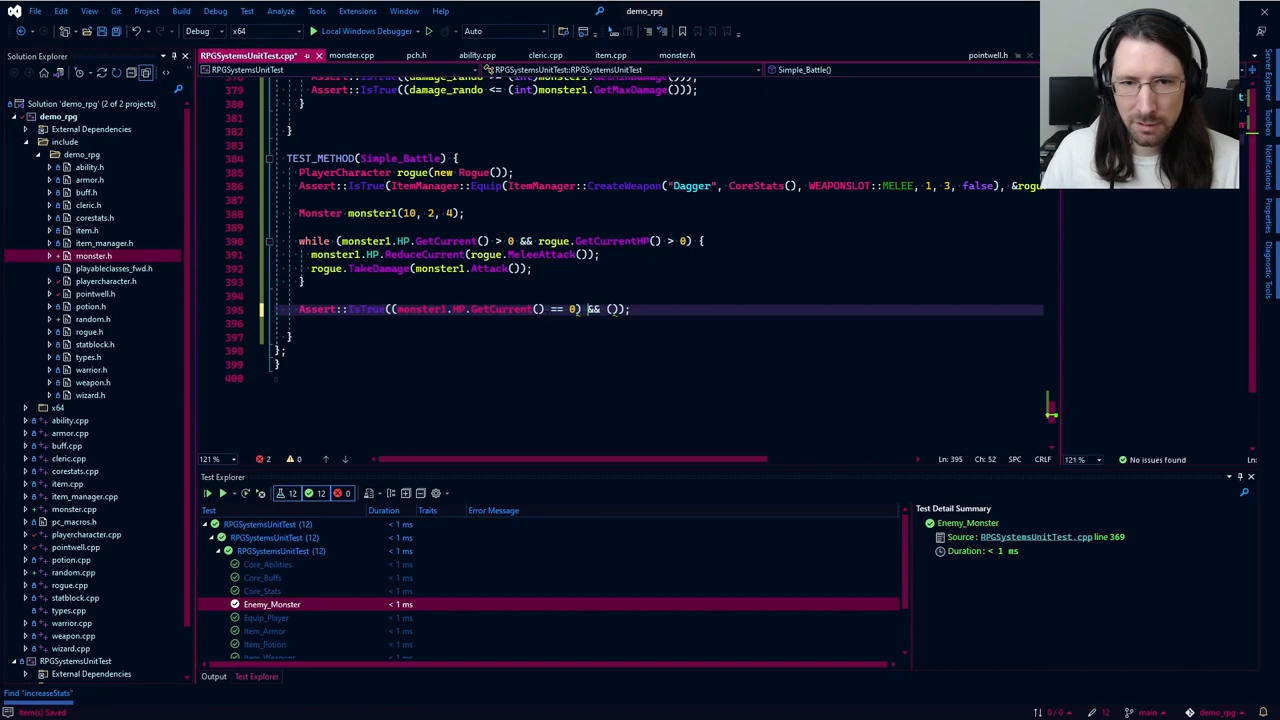 File Edit View Git Project Build Debug Test Analyze Tools Extensions Window Help demo_rpg
Debug x64 Local Windows Debugger Auto
Solution Explorer
RPGSystemsUnitTest.cpp* monster.cpp pch.h ability.cpp cleric.cpp item.cpp monster.h pointwell.h
RPGSystemsUnitTest RPGSystemsUnitTest::RPGSystemsUnitTest Simple_Battle()
Solution 'demo_rpg' (2 of 2 projects)
demo_rpg
External Dependencies
include
demo_rpg
ability.h
armor.h
buff.h
cleric.h
corestats.h
item.h
item_manager.h
monster.h
playableclasses_fwd.h
playercharacter.h
pointwell.h
potion.h
random.h
rogue.h
statblock.h
types.h
warrior.h
weapon.h
wizard.h
x64
ability.cpp
armor.cpp
buff.cpp
cleric.cpp
corestats.cpp
item.cpp
item_manager.cpp
monster.cpp
pc_macros.h
playercharacter.cpp
pointwell.cpp
potion.cpp
random.cpp
rogue.cpp
statblock.cpp
types.cpp
warrior.cpp
weapon.cpp
wizard.cpp
RPGSystemsUnitTest
External Dependencies
Find "increaseStats"
379 Assert::IsTrue((damage_rando <= (int)monster1.GetMaxDamage()));
380 }
381
382 }
383
384 TEST_METHOD(Simple_Battle) {
385 PlayerCharacter rogue(new Rogue());
386 Assert::IsTrue(ItemManager::Equip(ItemManager::CreateWeapon("Dagger", CoreStats(), WEAPONSLOT::MELEE, 1, 3, false), &rogu
387
388 Monster monster1(10, 2, 4);
389
390 while (monster1.HP.GetCurrent() > 0 && rogue.GetCurrentHP() > 0) {
391 monster1.HP.ReduceCurrent(rogue.MeleeAttack());
392 rogue.TakeDamage(monster1.Attack());
393 }
394
395 Assert::IsTrue((monster1.HP.GetCurrent() == 0) && ());
396
397 }
398 };
399 }
400
121 % 2 0 Ln: 395 Ch: 52 SPC CRLF 121 % No issues found Ln:
Test Explorer
12 12 0
Test Duration Traits Error Message
RPGSystemsUnitTest (12) < 1 ms
RPGSystemsUnitTest (12) < 1 ms
RPGSystemsUnitTest (12) < 1 ms
Core_Abilities < 1 ms
Core_Buffs < 1 ms
Core_Stats < 1 ms
Enemy_Monster < 1 ms
Equip_Player < 1 ms
Item_Armor < 1 ms
Item_Potion < 1 ms
Item_Weapons < 1 ms
Output Test Explorer
Test Detail Summary
Enemy_Monster
Source: RPGSystemsUnitTest.cpp line 369
Duration: < 1 ms
Server Explorer
Toolbox
Notifications
Properties
Diagnostic Tools
Item(s) Saved 0 / 0 12 main demo_rpg